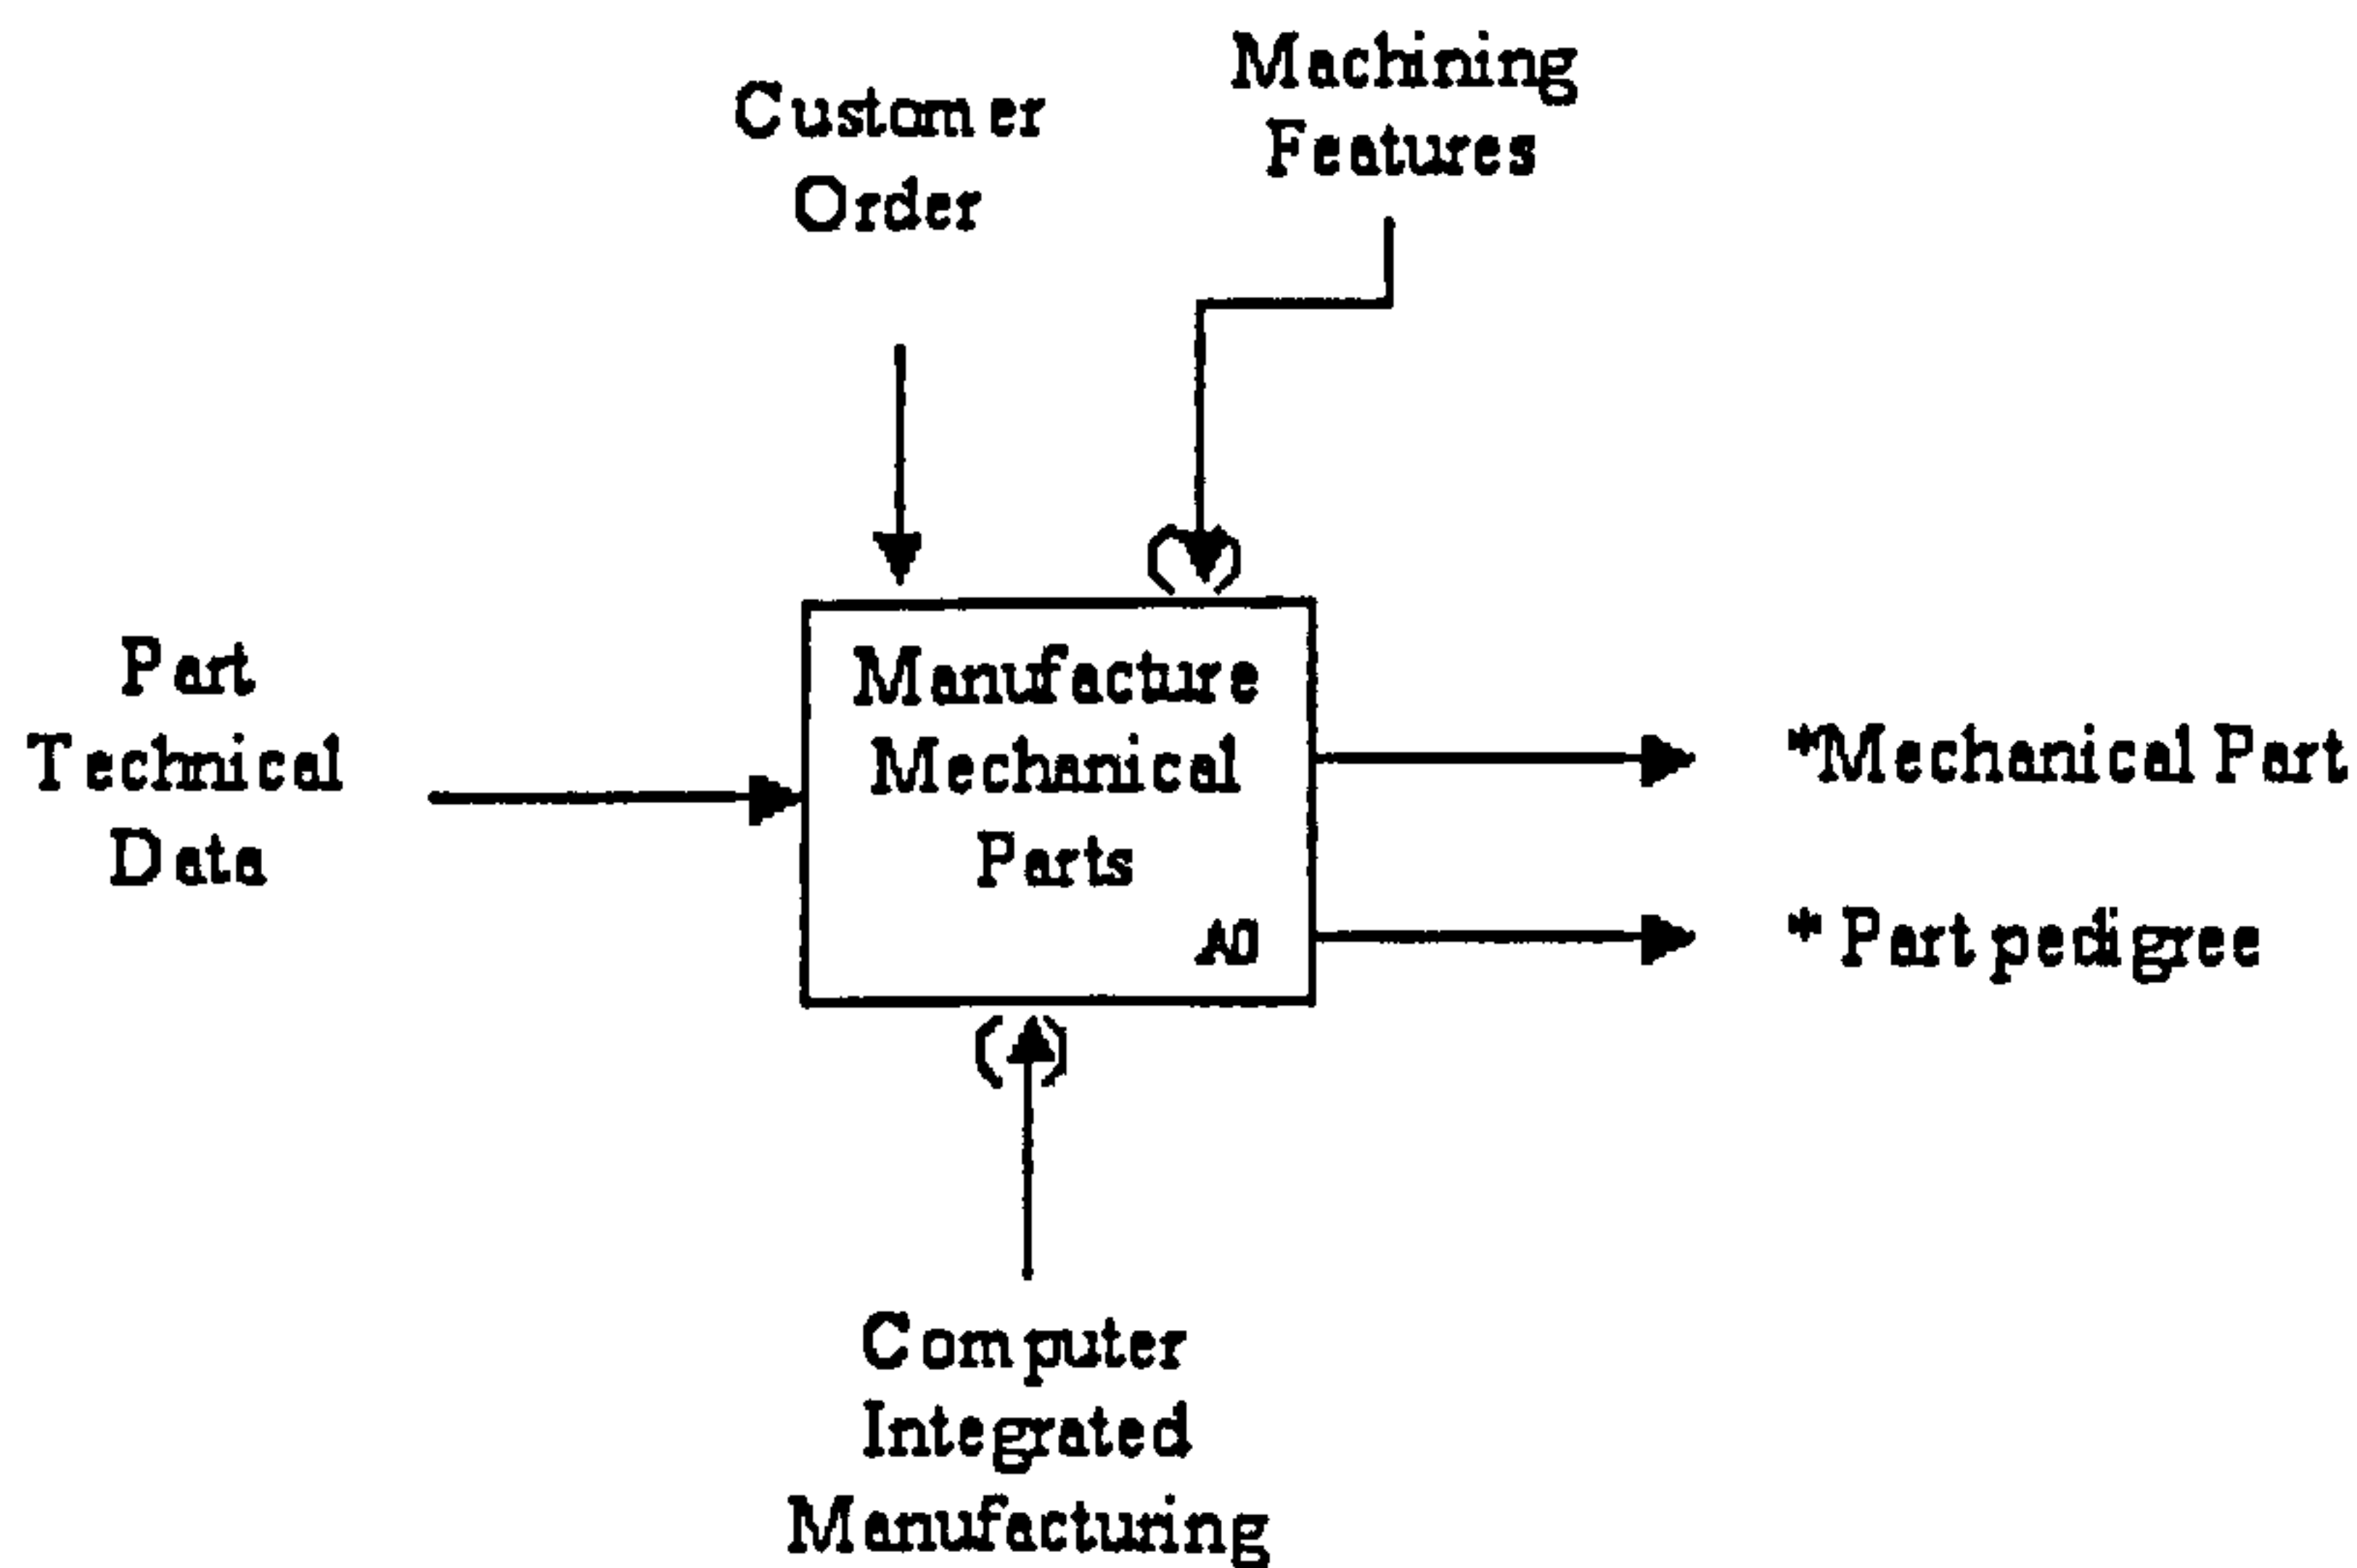 Machining
Features
Customer
Order
Part
Technical
Data
Manufacture
Mechanical
Parts
A0
*Mechanical Part
* Part pedigree
Computer
Integrated
Manufacturing